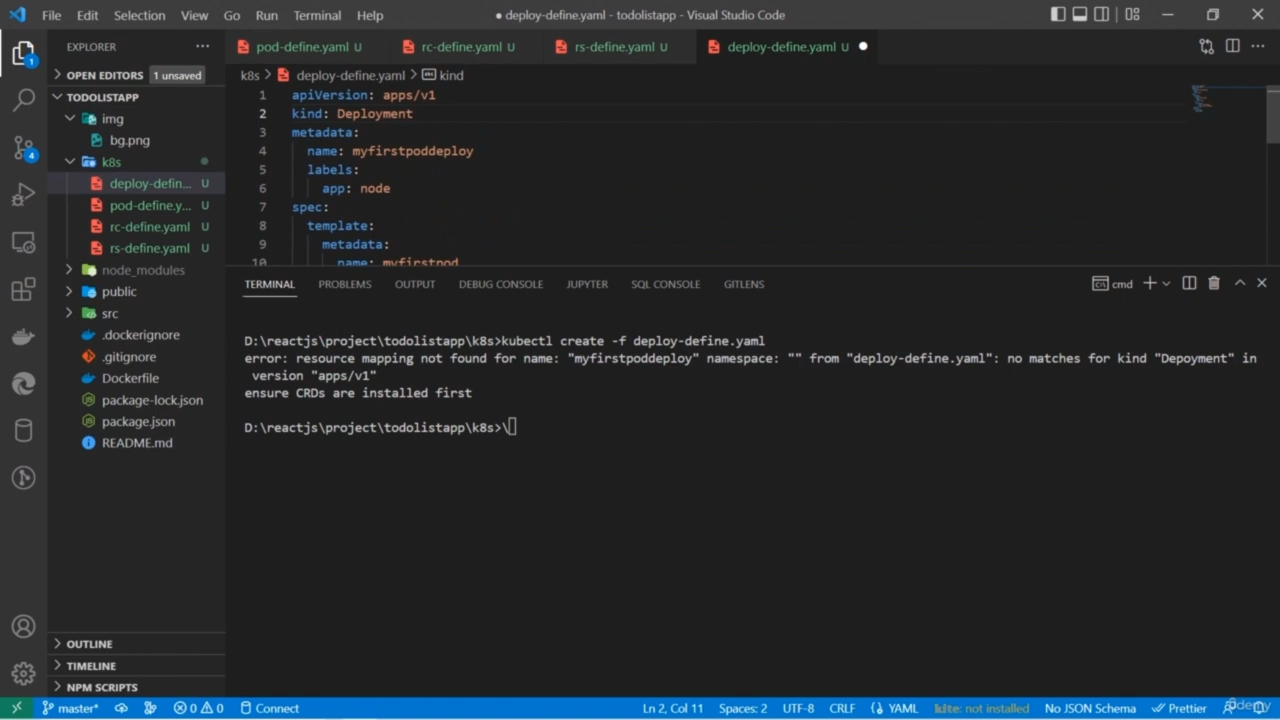 File Edit Selection View Go Run Terminal Help
● deploy-define.yaml - todolistapp - Visual Studio Code
EXPLORER
OPEN EDITORS 1 unsaved
TODOLISTAPP
img
bg.png
k8s
deploy-defin... U
pod-define.y... U
rc-define.yaml U
rs-define.yaml U
node_modules
public
src
.dockerignore
.gitignore
Dockerfile
package-lock.json
package.json
README.md
OUTLINE
TIMELINE
NPM SCRIPTS
1
4
pod-define.yaml U rc-define.yaml U rs-define.yaml U deploy-define.yaml U
k8s > deploy-define.yaml > kind
1 apiVersion: apps/v1
2 kind: Deployment
3 metadata:
4 name: myfirstpoddeploy
5 labels:
6 app: node
7 spec:
8 template:
9 metadata:
10 name: myfirstpod
TERMINAL PROBLEMS OUTPUT DEBUG CONSOLE JUPYTER SQL CONSOLE GITLENS
cmd
D:\reactjs\project\todolistapp\k8s>kubectl create -f deploy-define.yaml
error: resource mapping not found for name: "myfirstpoddeploy" namespace: "" from "deploy-define.yaml": no matches for kind "Depoyment" in
version "apps/v1"
ensure CRDs are installed first
D:\reactjs\project\todolistapp\k8s>\
master* 0 0 Connect Ln 2, Col 11 Spaces: 2 UTF-8 CRLF YAML not installed No JSON Schema Prettier